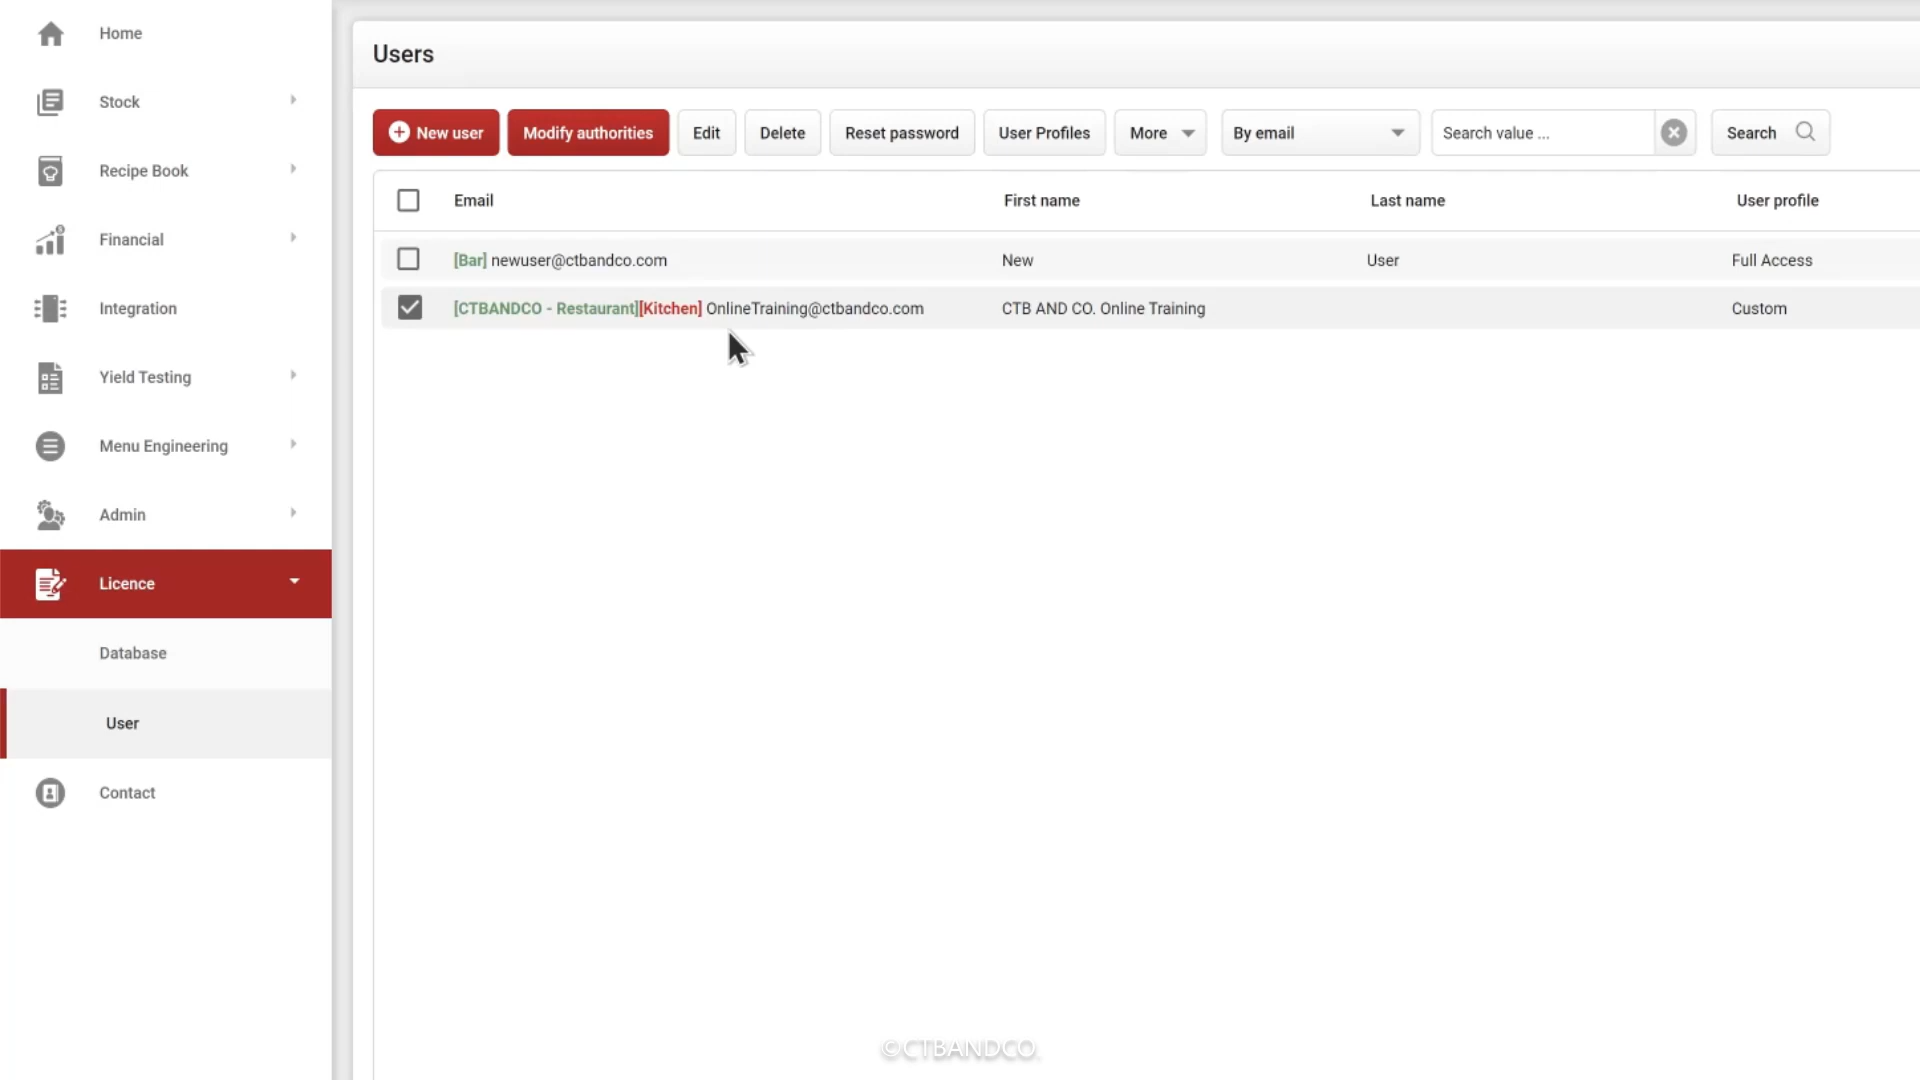 Home
Stock
Recipe Book
Financial
Integration
Yield Testing
Menu Engineering
Admin
Licence
Database
User
Contact
Users
New user Modify authorities Edit Delete Reset password User Profiles More By email Search value ... Search
Email First name Last name User profile
[Bar] newuser@ctbandco.com New User Full Access
[CTBANDCO - Restaurant][Kitchen] OnlineTraining@ctbandco.com CTB AND CO. Online Training Custom
©CTBANDCO.